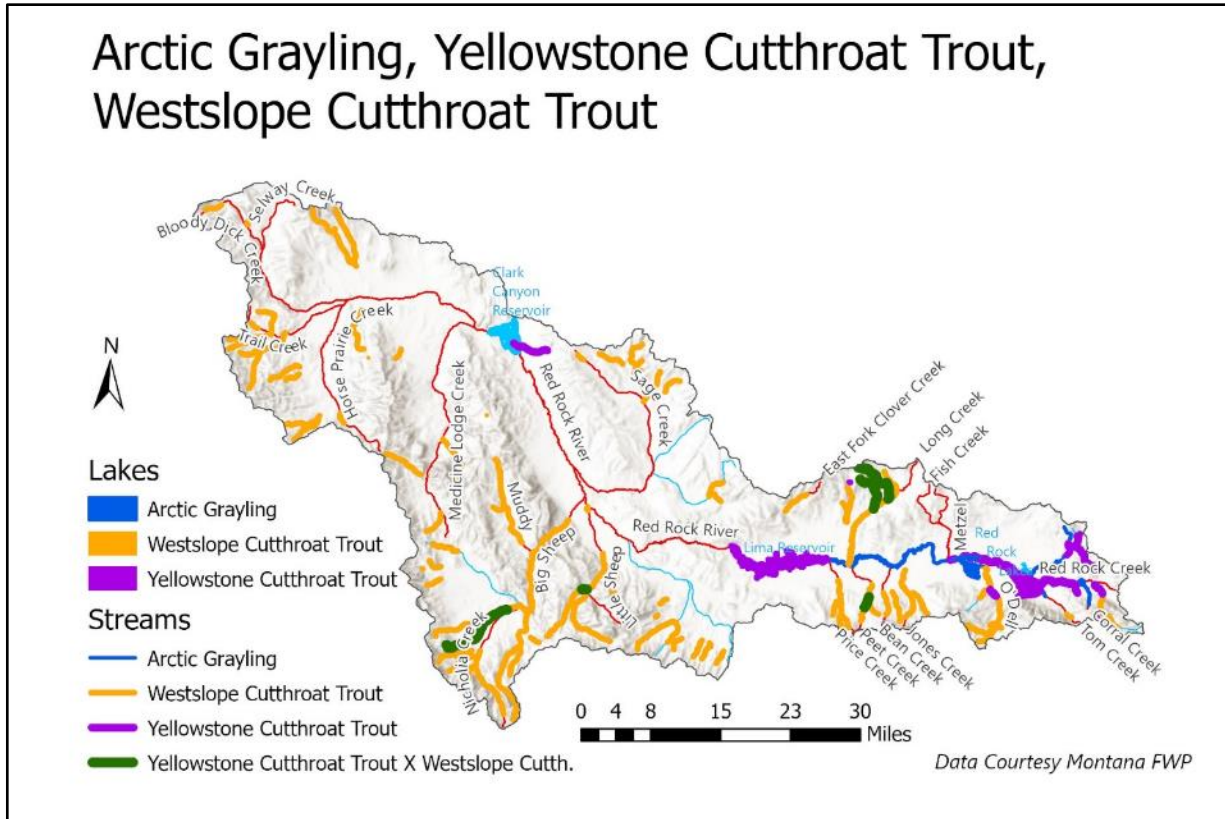 Arctic Grayling, Yellowstone Cutthroat Trout,
Westslope Cutthroat Trout
Bloody Dick Creek
Selway Creek
Clark
Canyon
Reservoir
Trail Creek
Horse Prairie Creek
Medicine Lodge Creek
Red Rock River
Sage Creek
N
East Fork Clover Creek
Long Creek
Fish Creek
Muddy
Big Sheep
Little Sheep
Red Rock River
Lima Reservoir
Metzell
Red
Rock
Red Rock Creek
O'Dell
Corral Creek
Tom Creek
Jones Creek
Bean Creek
Peet Creek
Price Creek
Nicholia Creek
Lakes
Arctic Grayling
Westslope Cutthroat Trout
Yellowstone Cutthroat Trout
Streams
Arctic Grayling
Westslope Cutthroat Trout
Yellowstone Cutthroat Trout
Yellowstone Cutthroat Trout X Westslope Cutth.
0 4 8 15 23 30
Miles
Data Courtesy Montana FWP